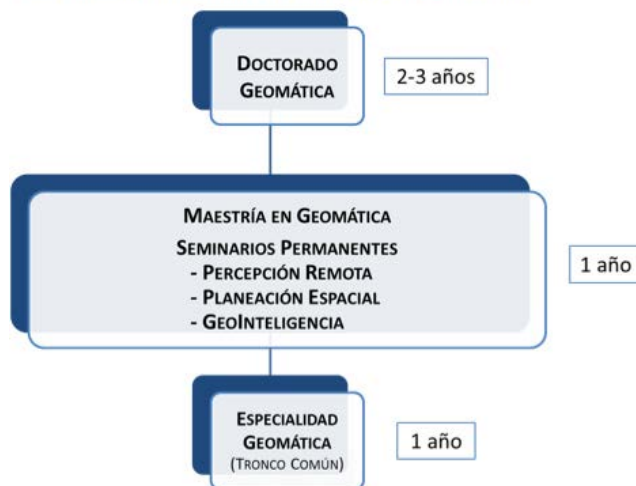 DOCTORADO
GEOMÁTICA
2-3 años
MAESTRÍA EN GEOMÁTICA
SEMINARIOS PERMANENTES
- PERCEPCIÓN REMOTA
- PLANEACIÓN ESPACIAL
- GEOINTELIGENCIA
1 año
ESPECIALIDAD
GEOMÁTICA
(TRONCO COMÚN)
1 año